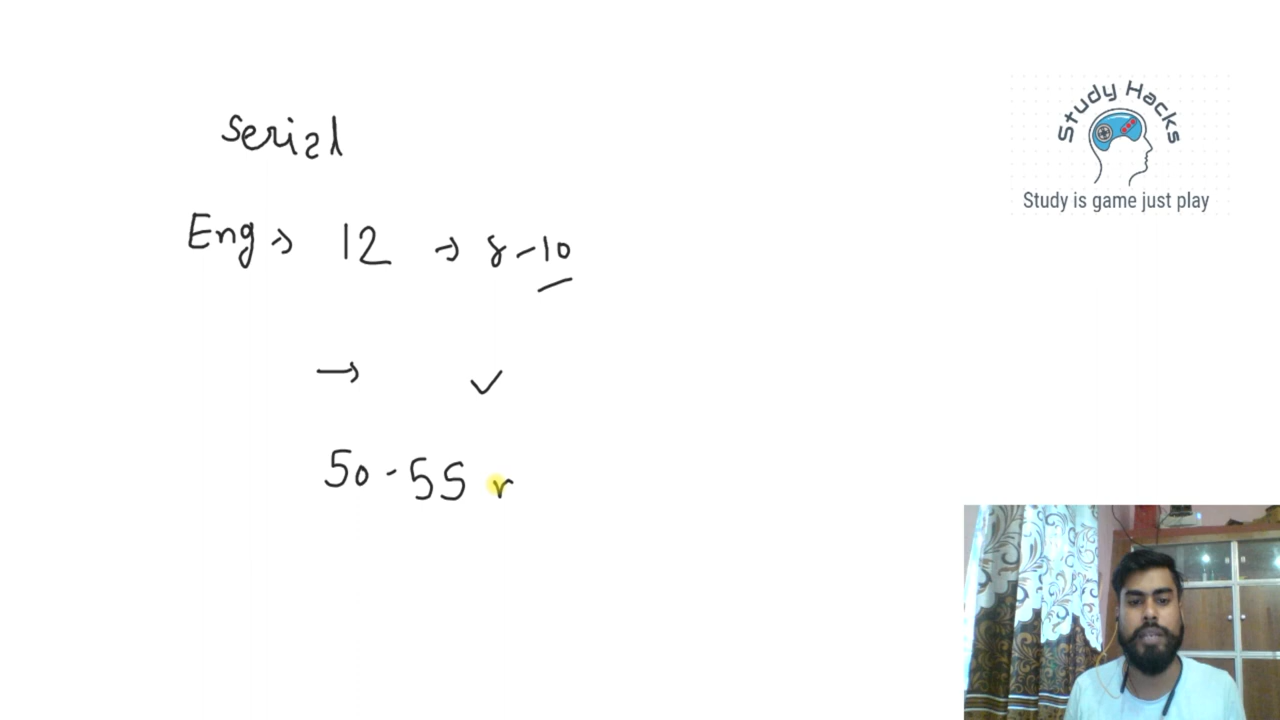 Study Hacks
Study is game just play
Serial
Eng → 12 → 8-10
→ ✓
50-55